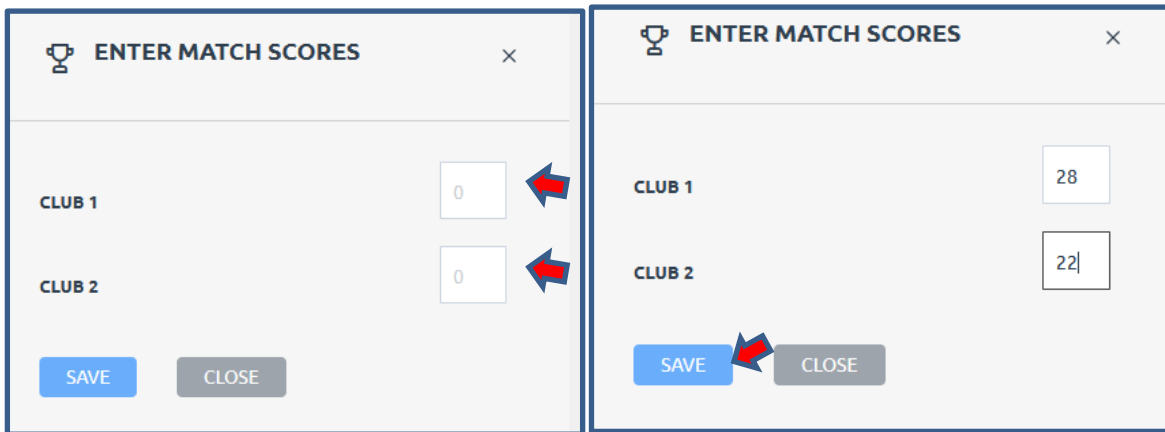 ENTER MATCH SCORES ×
CLUB 1 0
CLUB 2 0
SAVE CLOSE
ENTER MATCH SCORES ×
CLUB 1 28
CLUB 2 22
SAVE CLOSE